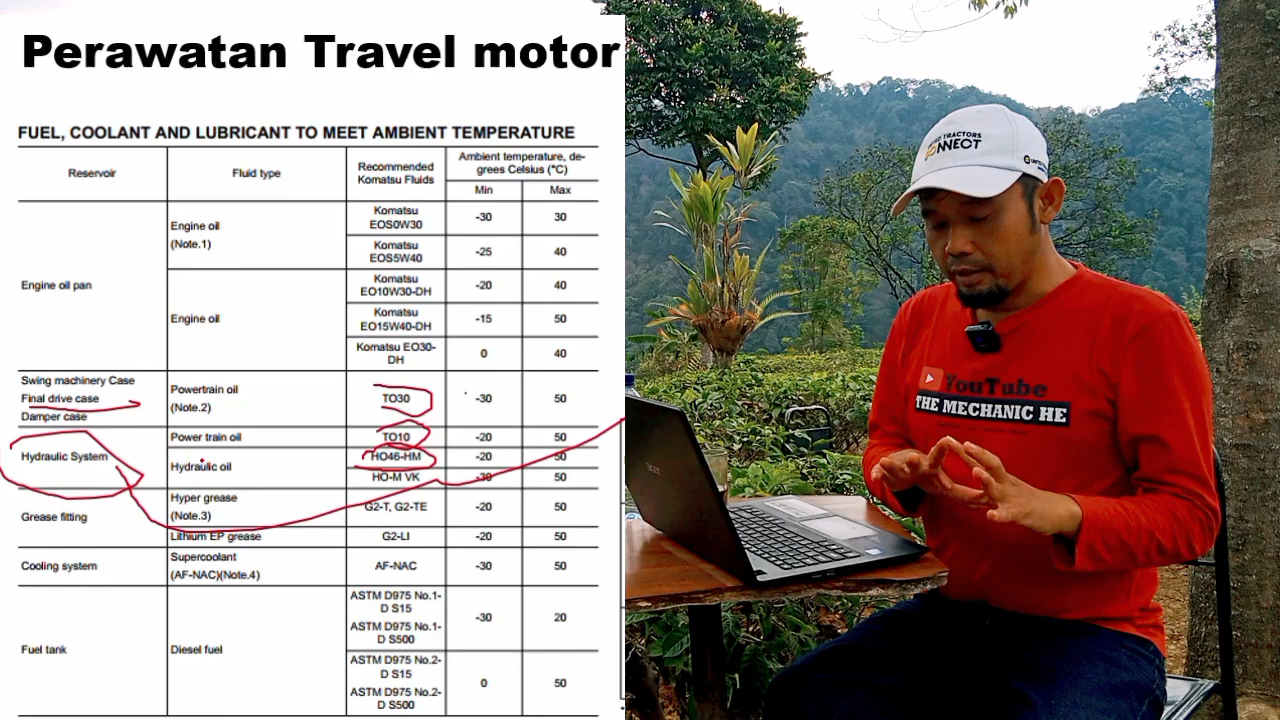 Perawatan Travel motor
FUEL, COOLANT AND LUBRICANT TO MEET AMBIENT TEMPERATURE
Reservoir
Fluid type
Recommended
Komatsu Fluids
Ambient temperature, de-
grees Celsius (°C)
Min
Max
Engine oil pan
Engine oil
(Note.1)
Komatsu
EOS0W30
-30
30
Komatsu
EOS5W40
-25
40
Engine oil
Komatsu
EO10W30-DH
-20
40
Komatsu
EO15W40-DH
-15
50
Komatsu EO30-
DH
0
40
Swing machinery Case
Final drive case
Damper case
Powertrain oil
(Note.2)
TO30
-30
50
Hydraulic System
Power train oil
TO10
-20
50
Hydraulic oil
HO46-HM
-20
50
HO-M VK
-30
50
Grease fitting
Hyper grease
(Note.3)
G2-T, G2-TE
-20
50
Lithium EP grease
G2-LI
-20
50
Cooling system
Supercoolant
(AF-NAC)(Note.4)
AF-NAC
-30
50
Fuel tank
Diesel fuel
ASTM D975 No.1-
D S15
ASTM D975 No.1-
D S500
-30
20
ASTM D975 No.2-
D S15
ASTM D975 No.2-
D S500
0
50
TRACTORS
NNECT
YouTube
THE MECHANIC HE